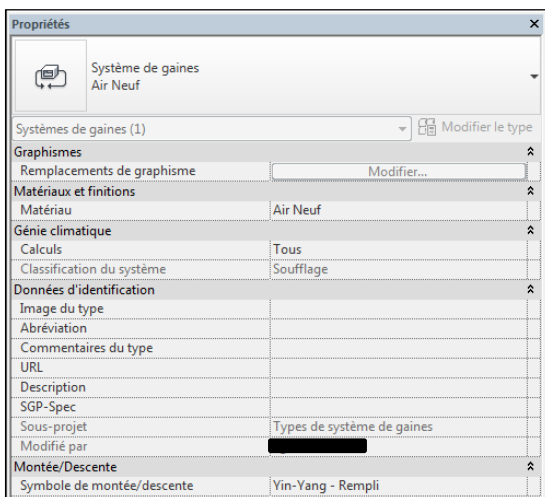 Propriétés
Système de gaines
Air Neuf
Systèmes de gaines (1) Modifier le type
Graphismes
Remplacements de graphisme Modifier...
Matériaux et finitions
Matériau Air Neuf
Génie climatique
Calculs Tous
Classification du système Soufflage
Données d'identification
Image du type
Abréviation
Commentaires du type
URL
Description
SGP-Spec
Sous-projet Types de système de gaines
Modifié par
Montée/Descente
Symbole de montée/descente Yin-Yang - Rempli